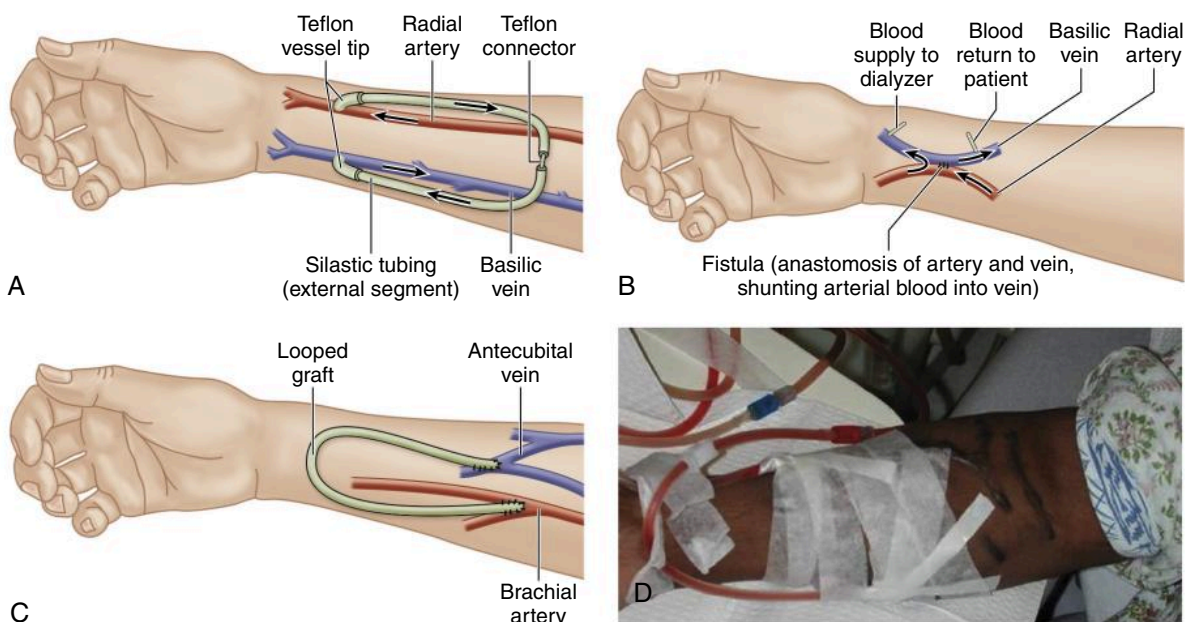 Teflon
vessel tip
Radial
artery
Teflon
connector
Silastic tubing
(external segment)
Basilic
vein
A
Blood
supply to
dialyzer
Blood
return to
patient
Basilic
vein
Radial
artery
Fistula (anastomosis of artery and vein,
shunting arterial blood into vein)
B
Looped
graft
Antecubital
vein
Brachial
artery
C
D